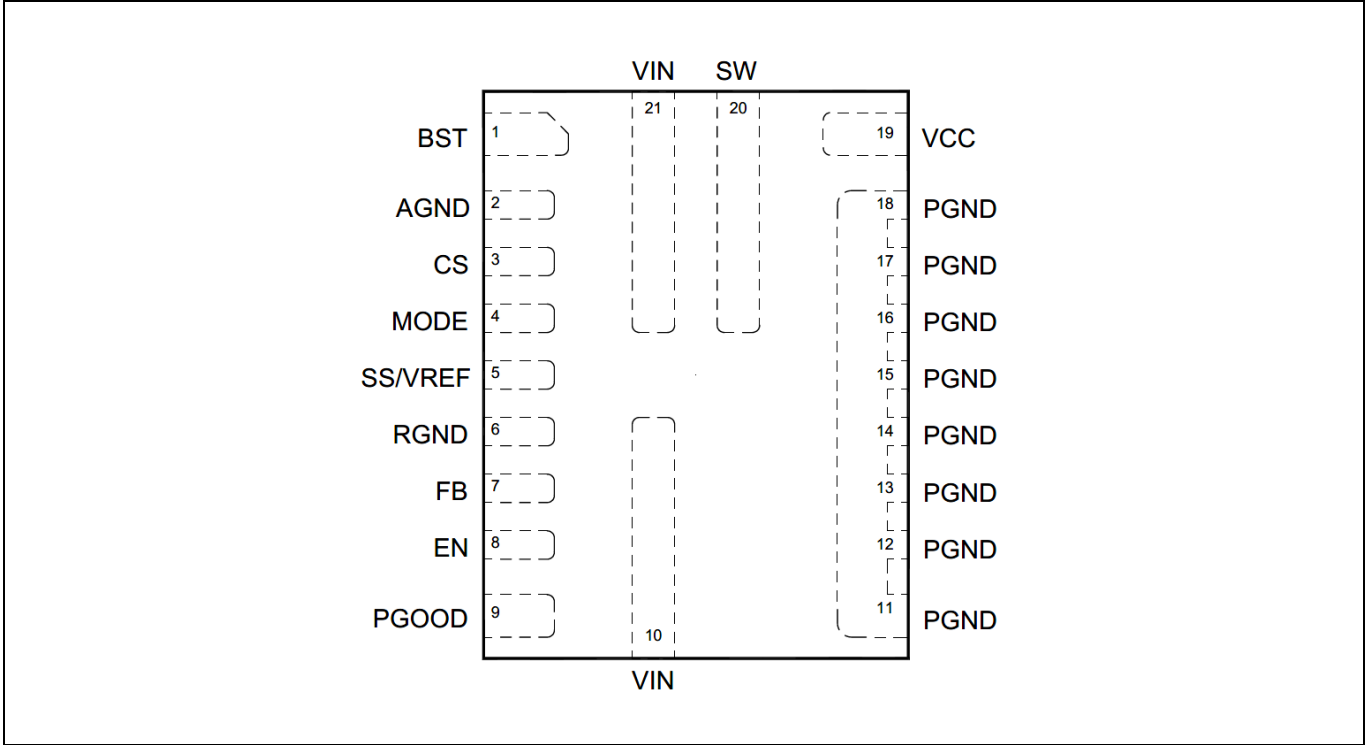 VIN SW
21 20
BST 1 19 VCC
AGND 2 18 PGND
CS 3 17 PGND
MODE 4 16 PGND
SS/VREF 5 15 PGND
RGND 6 14 PGND
FB 7 13 PGND
EN 8 12 PGND
PGOOD 9 11 PGND
10
VIN